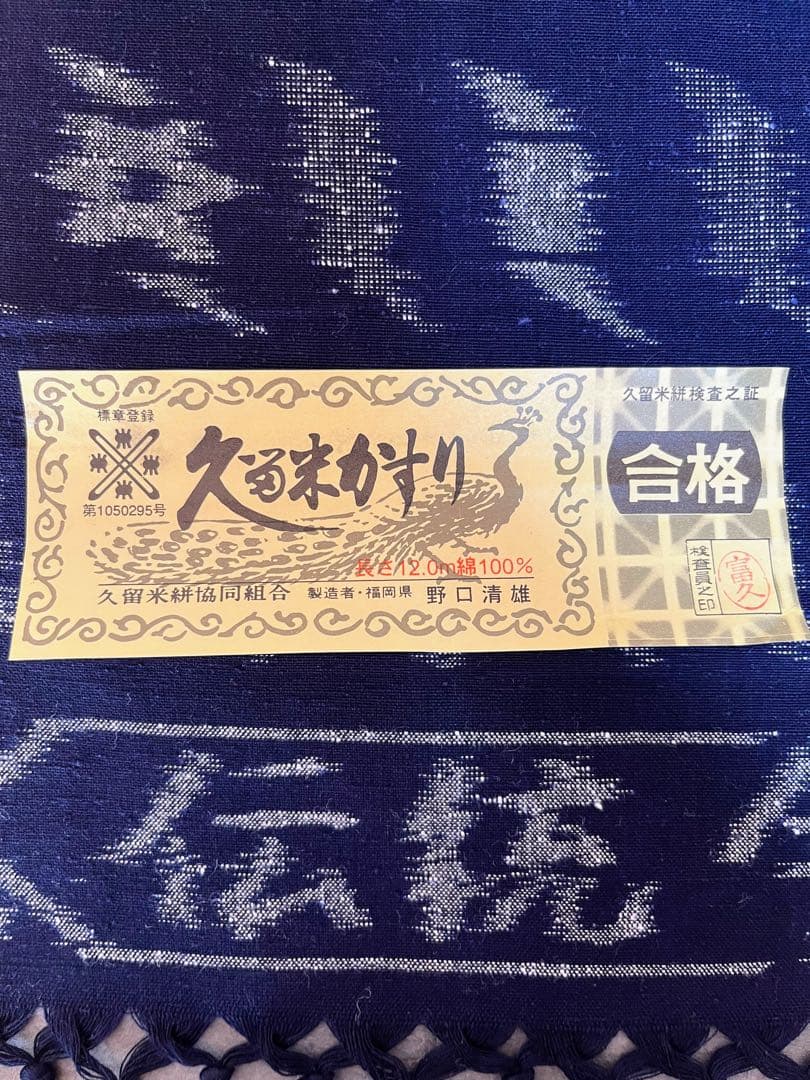 標章登録
第1050295号
久留米かすり
長さ12.0m綿100%
久留米絣協同組合 製造者・福岡県 野口清雄
久留米絣検査之証
合格
検査員之印
富久
伝統